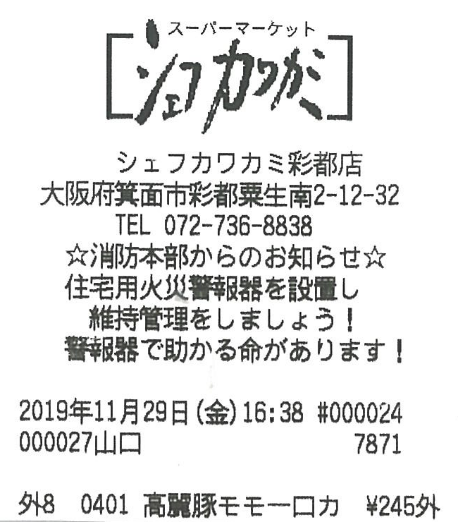 スーパーマーケット
シェフカワカミ
シェフカワカミ彩都店
大阪府箕面市彩都粟生南2-12-32
TEL 072-736-8838
☆消防本部からのお知らせ☆
住宅用火災警報器を設置し
維持管理をしましょう!
警報器で助かる命があります!
2019年11月29日(金)16:38 #000024
000027山口 7871
外8 0401 高麗豚モモ一口カ ¥245外